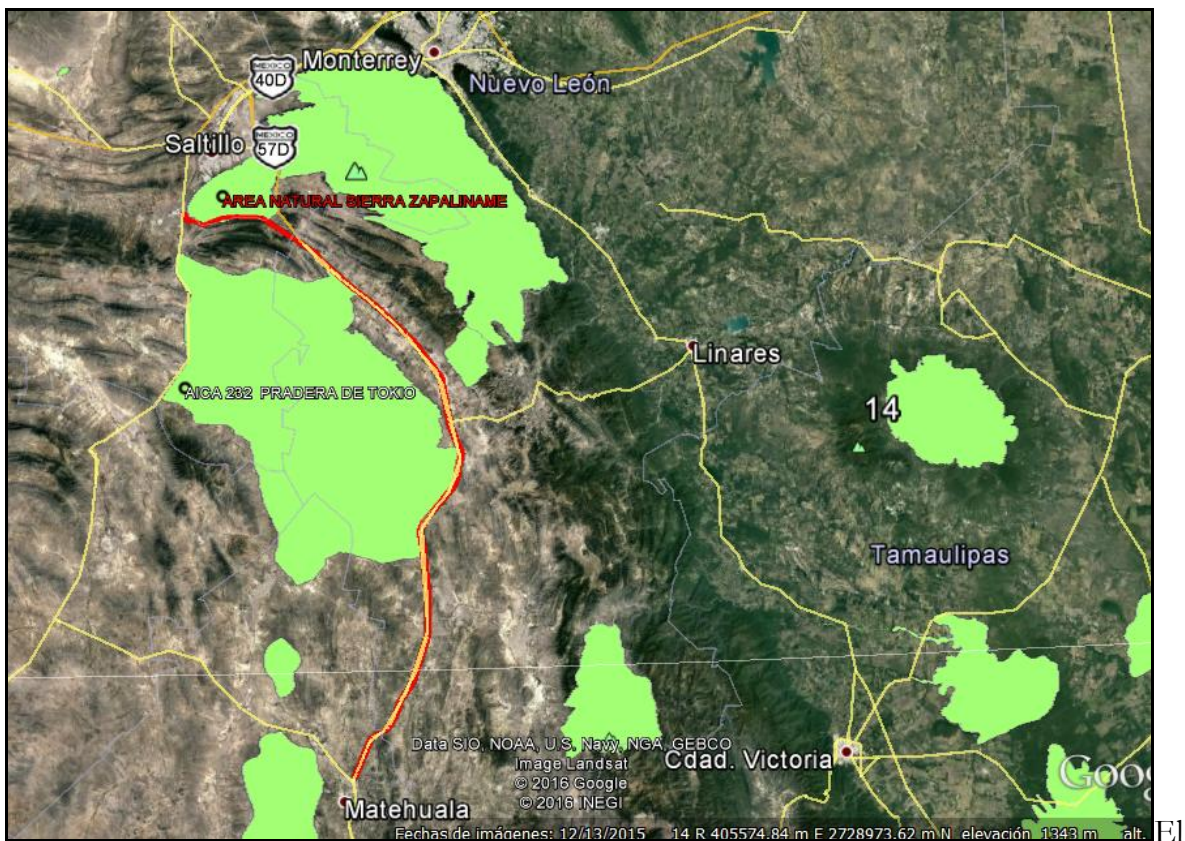 Monterrey
MEXICO
40D
Nuevo León
Saltillo
MEXICO
57D
AREA NATURAL SIERRA ZAPALINAME
Linares
AICA 232 PRADERA DE TOKIO
14
Tamaulipas
Data SIO, NOAA, U.S. Navy, NGA, GEBCO
Image Landsat
© 2016 Google
© 2016 INEGI
Cdad. Victoria
Goog
Matehuala
Fechas de imágenes: 12/13/2015 14 R 405574.84 m E 2728973.62 m N elevación 1343 m alt.
El